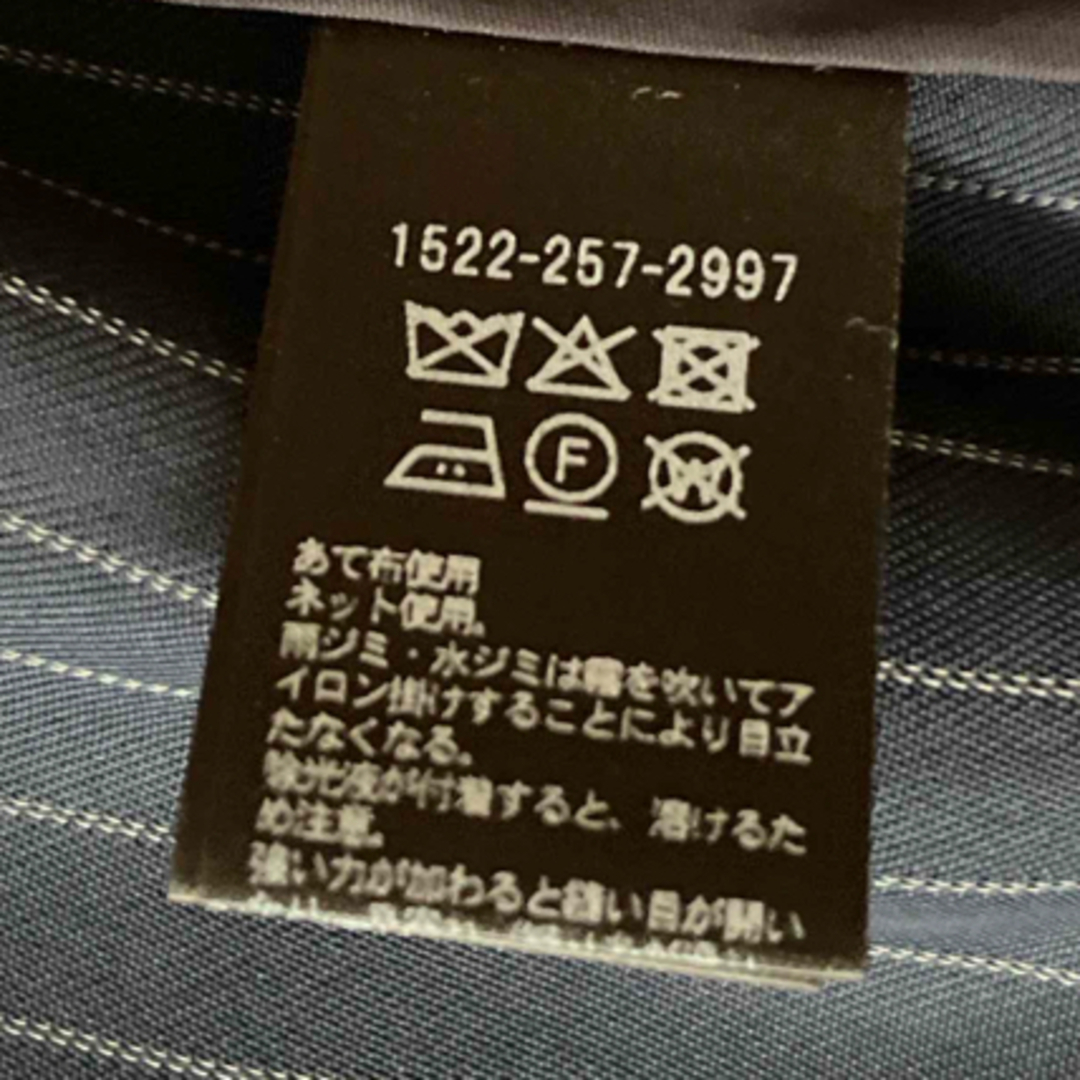 1522-257-2997
F
W
あて布使用
ネット使用。
雨ジミ・水ジミは霧を吹いてア
イロン掛けすることにより目立
たなくなる。
除光液が付着すると、溶けるた
め注意。
強い力が加わると縫い目が開い